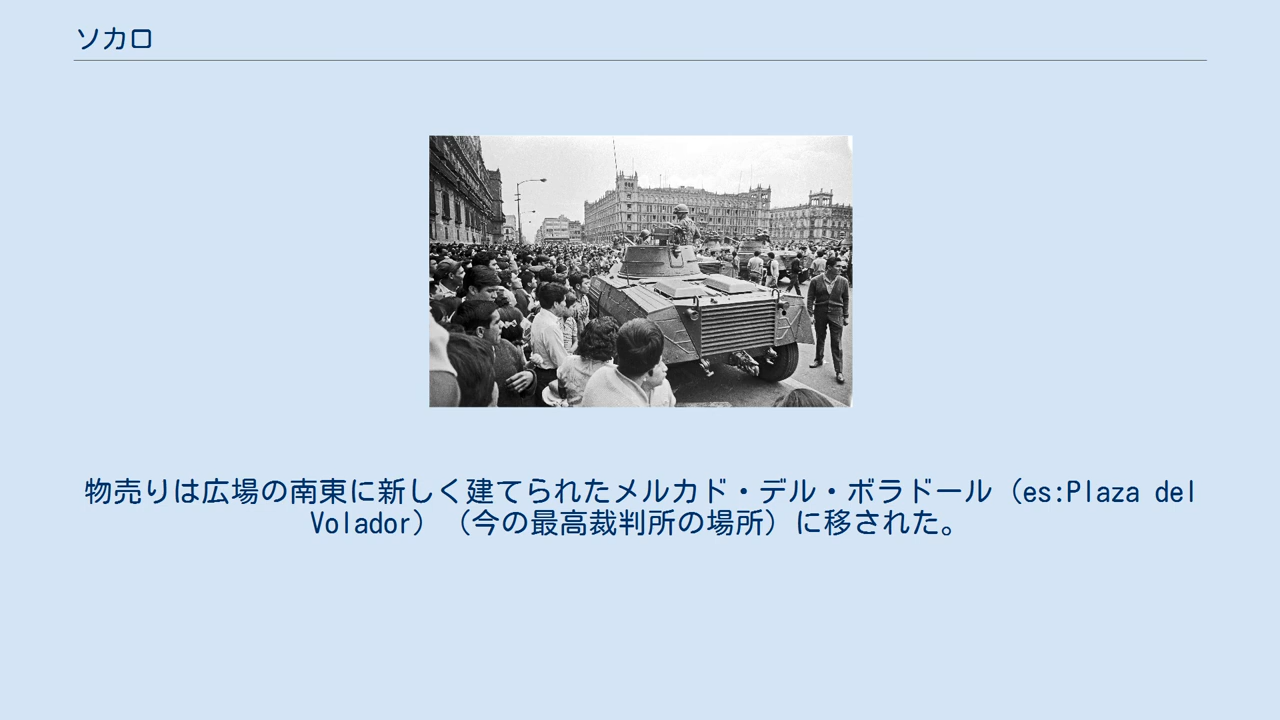 ソカロ
物売りは広場の南東に新しく建てられたメルカド・デル・ボラドール（es:Plaza del
Volador）（今の最高裁判所の場所）に移された。